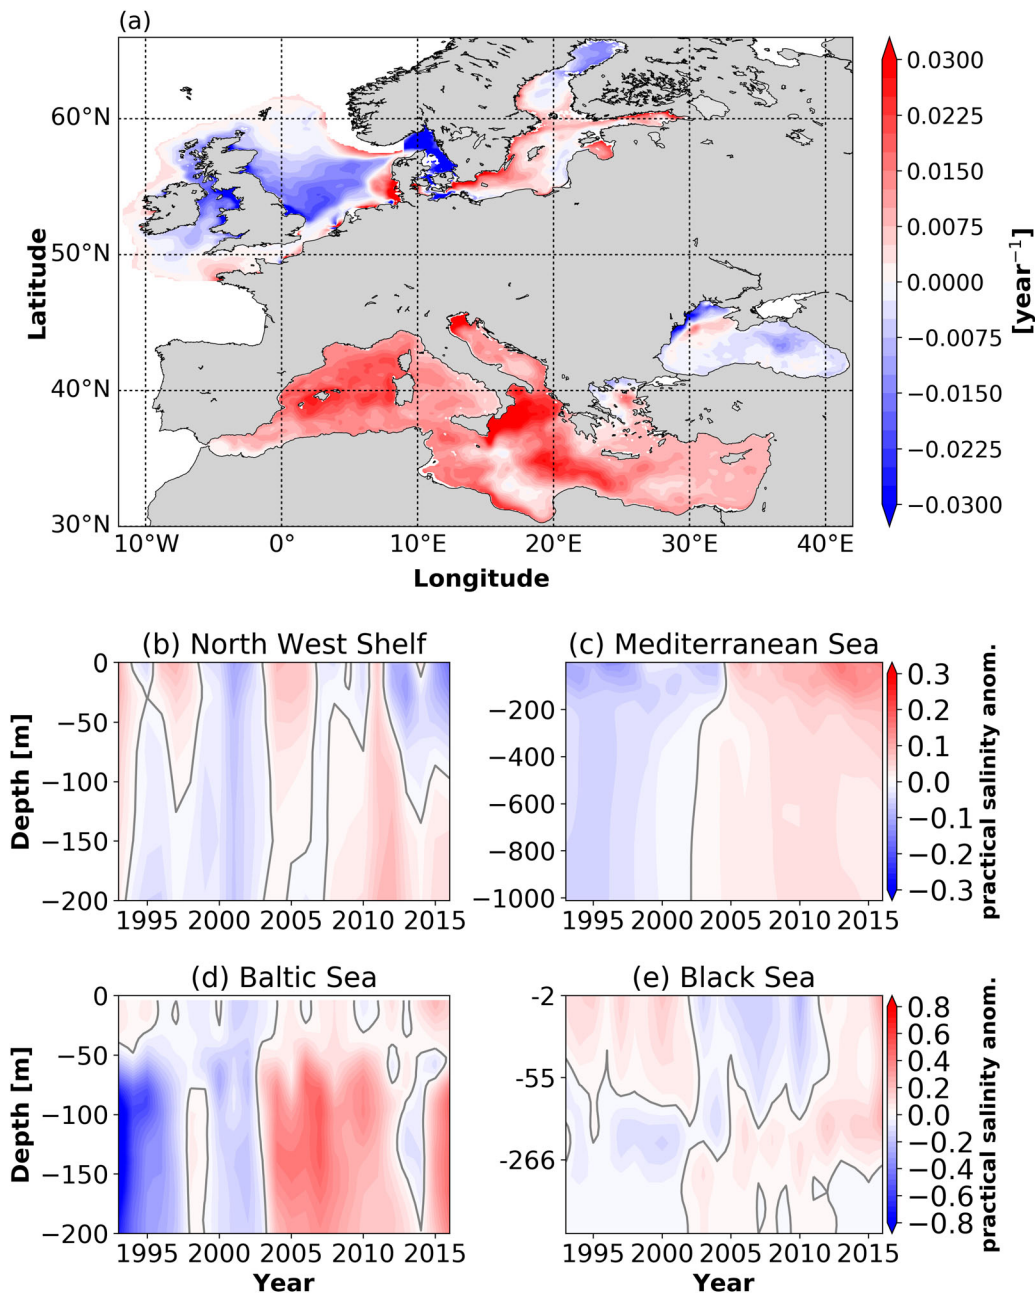 (a)
60°N
50°N
40°N
30°N
Latitude
10°W 0 10°E 20°E 30°E 40°E
Longitude
0.0300
0.0225
0.0150
0.0075
0.0000
−0.0075
−0.0150
−0.0225
−0.0300
[year⁻¹]
(b) North West Shelf
0
−50
−100
−150
−200
Depth [m]
1995 2000 2005 2010 2015
(c) Mediterranean Sea
−200
−400
−600
−800
−1000
1995 2000 2005 2010 2015
0.3
0.2
0.1
0.0
−0.1
−0.2
−0.3
practical salinity anom.
(d) Baltic Sea
0
−50
−100
−150
−200
Depth [m]
1995 2000 2005 2010 2015
Year
(e) Black Sea
-2
-55
-266
1995 2000 2005 2010 2015
Year
0.8
0.6
0.4
0.2
0.0
−0.2
−0.4
−0.6
−0.8
practical salinity anom.